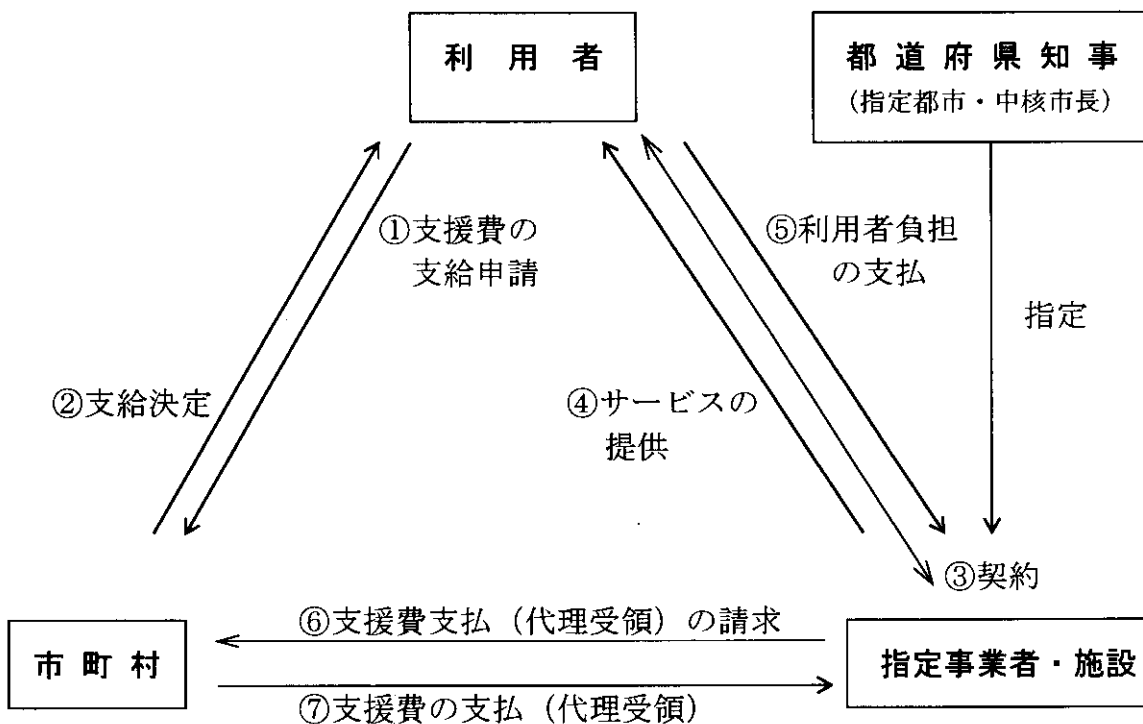 利用者
都道府県知事
(指定都市・中核市長)
①支援費の
支給申請
⑤利用者負担
の支払
指定
②支給決定
④サービスの
提供
③契約
⑥支援費支払(代理受領)の請求
市町村
指定事業者・施設
⑦支援費の支払(代理受領)